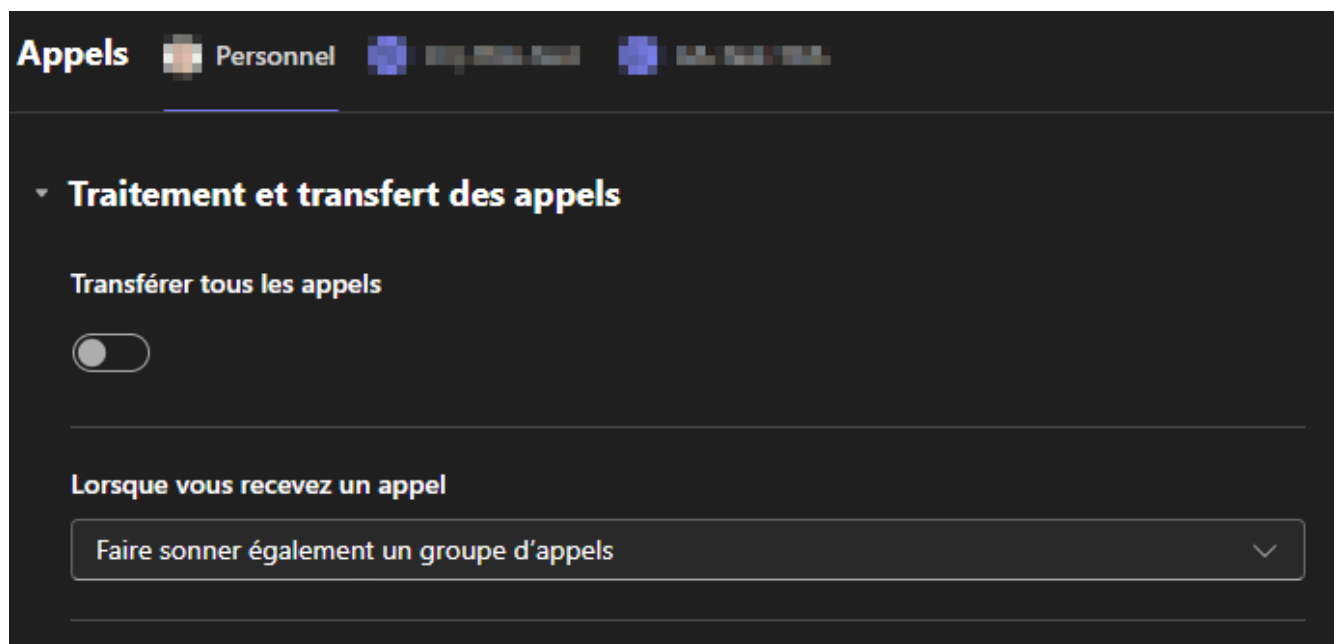 Appels Personnel
Traitement et transfert des appels
Transférer tous les appels
Lorsque vous recevez un appel
Faire sonner également un groupe d’appels